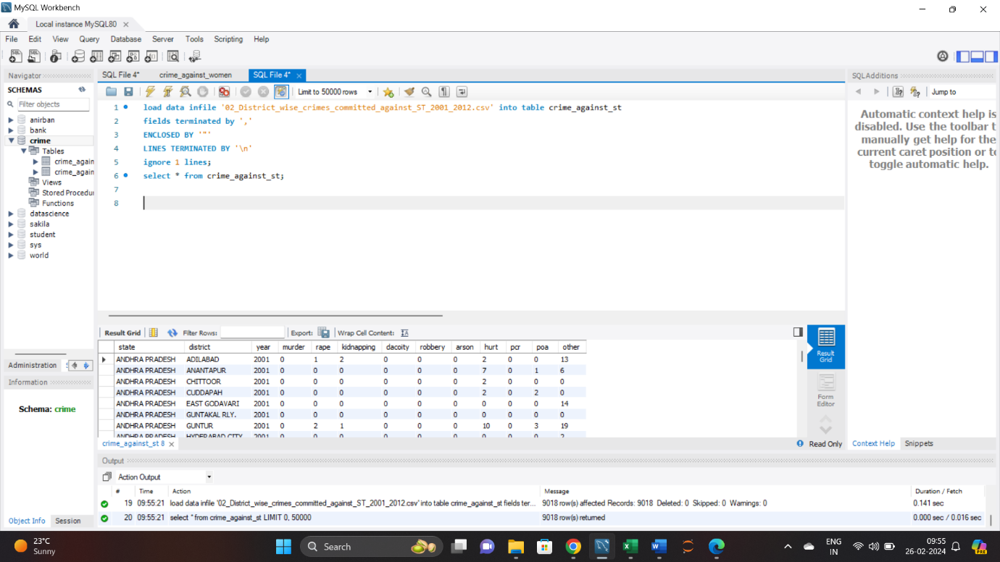 MySQL Workbench
Local instance MySQL80
File Edit View Query Database Server Tools Scripting Help
Navigator
SCHEMAS
Filter objects
anirban
bank
crime
Tables
crime_again
crime_again
Views
Stored Procedu
Functions
datascience
sakila
student
sys
world
Administration
Information
Schema: crime
Object Info Session
SQL File 4* crime_against_women SQL File 4*
Limit to 50000 rows
1 load data infile '02_District_wise_crimes_committed_against_ST_2001_2012.csv' into table crime_against_st
2 fields terminated by ','
3 ENCLOSED BY '"'
4 LINES TERMINATED BY '\n'
5 ignore 1 lines;
6 select * from crime_against_st;
7
8
Result Grid Filter Rows: Export: Wrap Cell Content:
state district year murder rape kidnapping dacoity robbery arson hurt pcr poa other
ANDHRA PRADESH ADILABAD 2001 0 1 2 0 0 0 2 0 0 13
ANDHRA PRADESH ANANTAPUR 2001 0 0 0 0 0 0 7 0 1 6
ANDHRA PRADESH CHITTOOR 2001 0 0 0 0 0 0 2 0 0 0
ANDHRA PRADESH CUDDAPAH 2001 0 0 0 0 0 0 2 0 2 0
ANDHRA PRADESH EAST GODAVARI 2001 0 0 0 0 0 0 0 0 0 14
ANDHRA PRADESH GUNTAKAL RLY. 2001 0 0 0 0 0 0 0 0 0 0
ANDHRA PRADESH GUNTUR 2001 0 2 1 0 0 0 10 0 3 19
ANDHRA PRADESH HYDERABAD CITY 2001 0 0 0 0 0 0 0 0 0 2
Result
Grid
Form
Editor
crime_against_st 8
Read Only
SQLAdditions
Jump to
Automatic context help is
disabled. Use the toolbar t
manually get help for the
current caret position or to
toggle automatic help.
Context Help Snippets
Output
Action Output
# Time Action Message Duration / Fetch
19 09:55:21 load data infile '02_District_wise_crimes_committed_against_ST_2001_2012.csv' into table crime_against_st fields ter... 9018 row(s) affected Records: 9018 Deleted: 0 Skipped: 0 Warnings: 0 0.141 sec
20 09:55:21 select * from crime_against_st LIMIT 0, 50000 9018 row(s) returned 0.000 sec / 0.016 sec
23°C
Sunny
Search
ENG
IN
09:55
26-02-2024
PRE